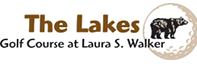 The Lakes
Golf Course at Laura S. Walker